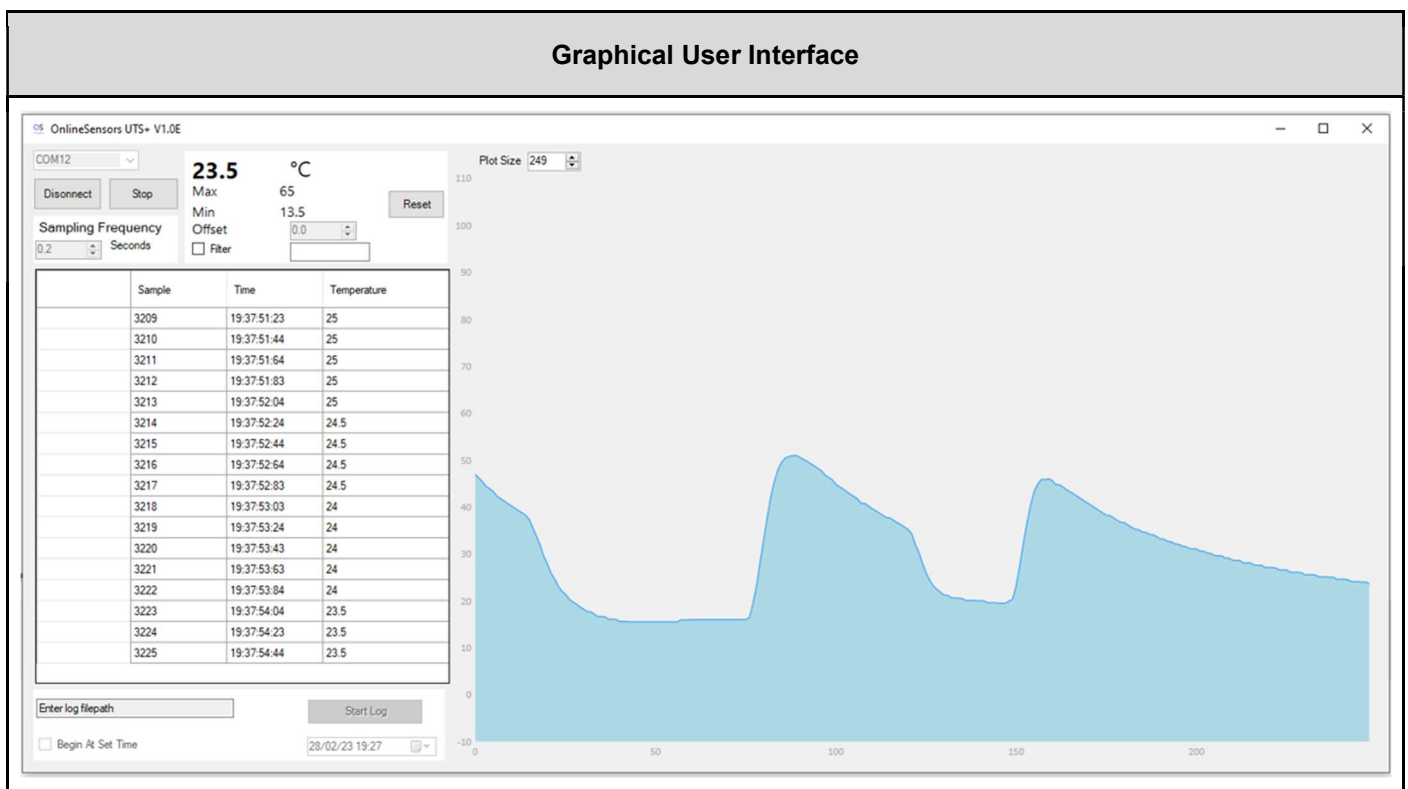 Graphical User Interface
OS OnlineSensors UTS+ V1.0E
COM12
Disonnect Stop
Sampling Frequency
0.2 Seconds
23.5 °C
Max 65
Min 13.5
Reset
Offset 0.0
Filter
Sample Time Temperature
3209 19:37:51:23 25
3210 19:37:51:44 25
3211 19:37:51:64 25
3212 19:37:51:83 25
3213 19:37:52:04 25
3214 19:37:52:24 24.5
3215 19:37:52:44 24.5
3216 19:37:52:64 24.5
3217 19:37:52:83 24.5
3218 19:37:53:03 24
3219 19:37:53:24 24
3220 19:37:53:43 24
3221 19:37:53:63 24
3222 19:37:53:84 24
3223 19:37:54:04 23.5
3224 19:37:54:23 23.5
3225 19:37:54:44 23.5
Enter log filepath
Start Log
Begin At Set Time
28/02/23 19:27
Plot Size 249
110
100
90
80
70
60
50
40
30
20
10
0
-10
0 50 100 150 200